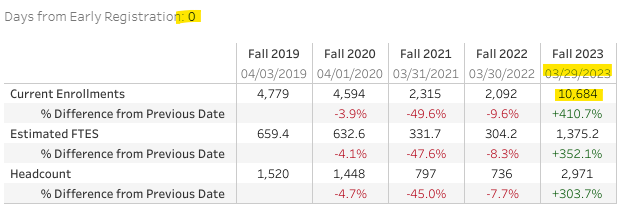 Days from Early Registration: 0
Fall 2019 Fall 2020 Fall 2021 Fall 2022 Fall 2023
04/03/2019 04/01/2020 03/31/2021 03/30/2022 03/29/2023
Current Enrollments 4,779 4,594 2,315 2,092 10,684
% Difference from Previous Date -3.9% -49.6% -9.6% +410.7%
Estimated FTES 659.4 632.6 331.7 304.2 1,375.2
% Difference from Previous Date -4.1% -47.6% -8.3% +352.1%
Headcount 1,520 1,448 797 736 2,971
% Difference from Previous Date -4.7% -45.0% -7.7% +303.7%